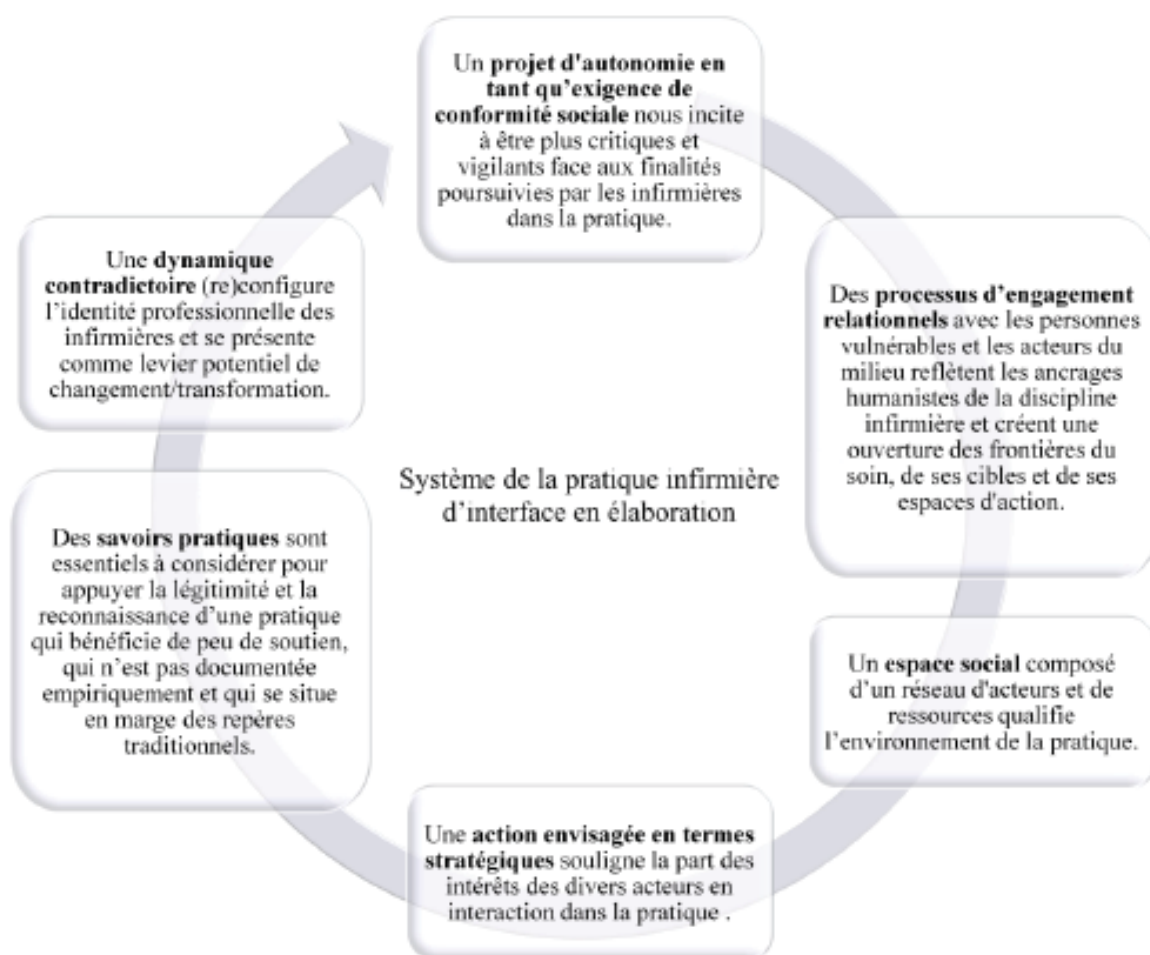 Un projet d'autonomie en
tant qu’exigence de
conformité sociale nous incite
à être plus critiques et
vigilants face aux finalités
poursuivies par les infirmières
dans la pratique.
Des processus d’engagement
relationnels avec les personnes
vulnérables et les acteurs du
milieu reflètent les ancrages
humanistes de la discipline
infirmière et créent une
ouverture des frontières du
soin, de ses cibles et de ses
espaces d'action.
Un espace social composé
d’un réseau d'acteurs et de
ressources qualifie
l’environnement de la pratique.
Une action envisagée en termes
stratégiques souligne la part des
intérêts des divers acteurs en
interaction dans la pratique .
Des savoirs pratiques sont
essentiels à considérer pour
appuyer la légitimité et la
reconnaissance d’une pratique
qui bénéficie de peu de soutien,
qui n’est pas documentée
empiriquement et qui se situe
en marge des repères
traditionnels.
Une dynamique
contradictoire (re)configure
l’identité professionnelle des
infirmières et se présente
comme levier potentiel de
changement/transformation.
Système de la pratique infirmière
d’interface en élaboration